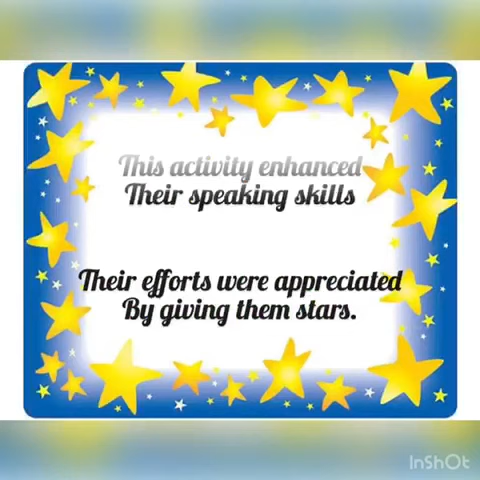 This activity enhanced
Their speaking skills
Their efforts were appreciated
By giving them stars.
InShOt